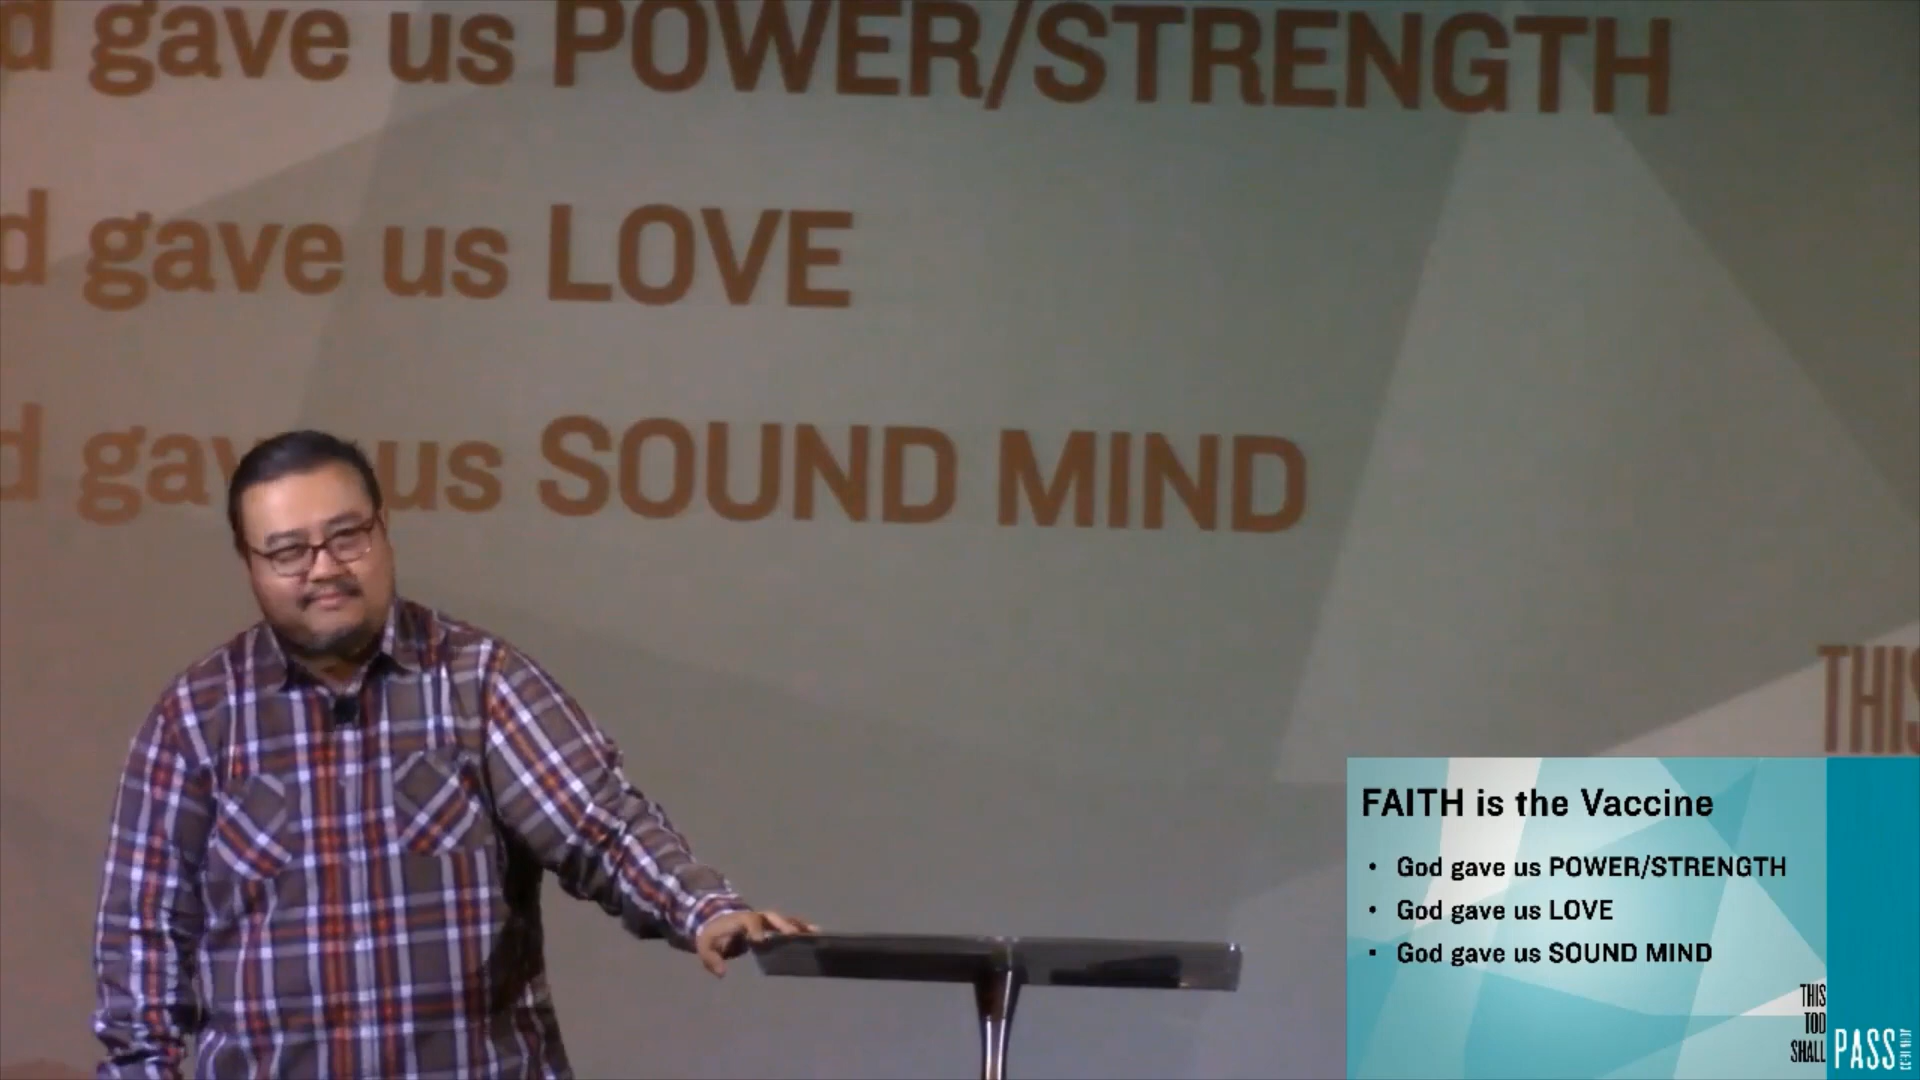 d gave us POWER/STRENGTH
d gave us LOVE
d gav us SOUND MIND
THIS
FAITH is the Vaccine
• God gave us POWER/STRENGTH
• God gave us LOVE
• God gave us SOUND MIND
THIS
TOO
SHALL
PASS